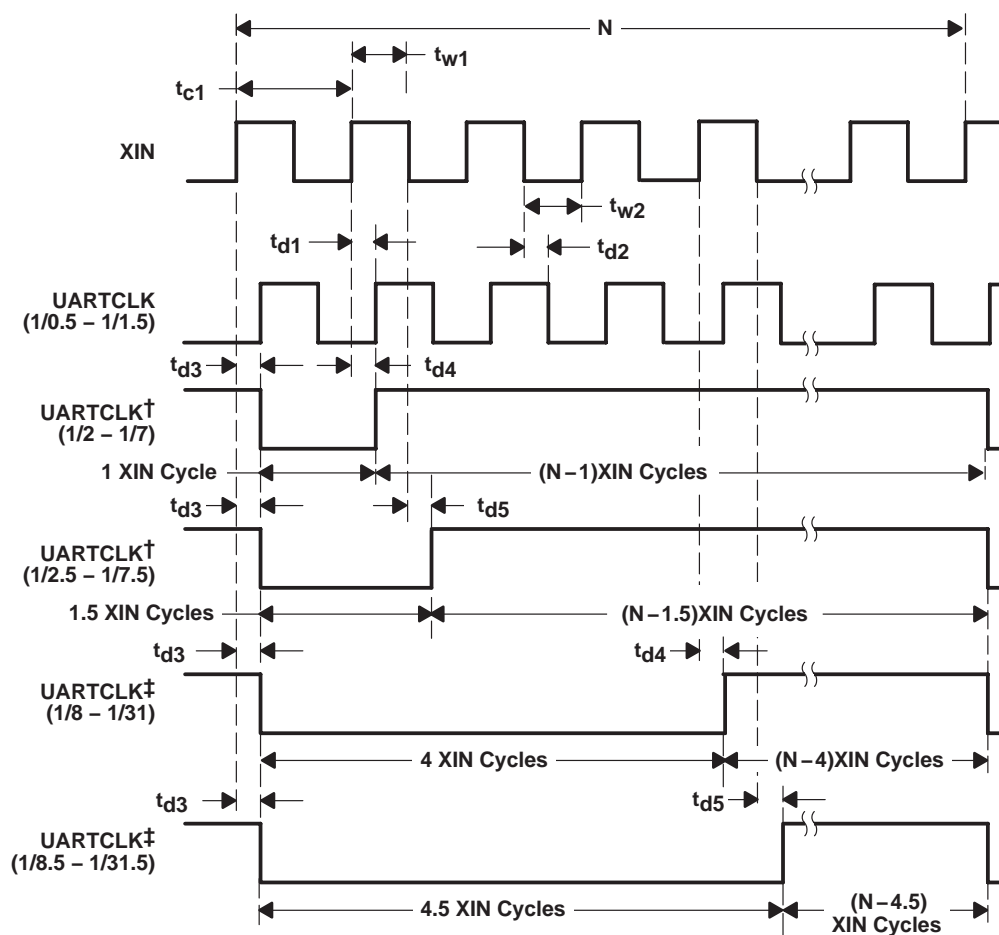 N
tw1
tc1
XIN
tw2
td1
td2
UARTCLK
(1/0.5 – 1/1.5)
td3
td4
UARTCLK†
(1/2 – 1/7)
1 XIN Cycle
(N–1)XIN Cycles
td3
td5
UARTCLK†
(1/2.5 – 1/7.5)
1.5 XIN Cycles
(N–1.5)XIN Cycles
td3
td4
UARTCLK‡
(1/8 – 1/31)
4 XIN Cycles
(N–4)XIN Cycles
td3
td5
UARTCLK‡
(1/8.5 – 1/31.5)
4.5 XIN Cycles
(N–4.5)
XIN Cycles